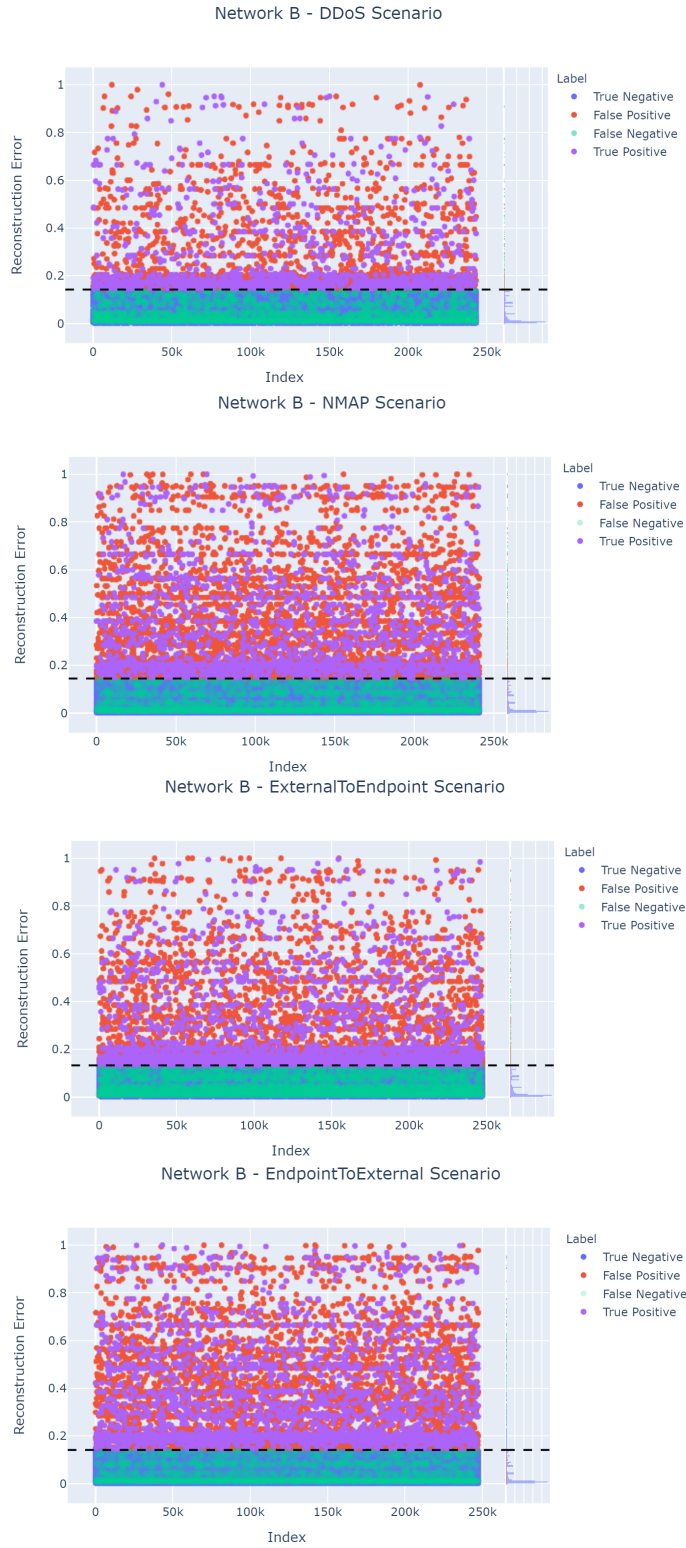 Network B - DDoS Scenario
Label
True Negative
False Positive
False Negative
True Positive
Reconstruction Error
1
0.8
0.6
0.4
0.2
0
0 50k 100k 150k 200k 250k
Index
Network B - NMAP Scenario
Label
True Negative
False Positive
False Negative
True Positive
Reconstruction Error
1
0.8
0.6
0.4
0.2
0
0 50k 100k 150k 200k 250k
Index
Network B - ExternalToEndpoint Scenario
Label
True Negative
False Positive
False Negative
True Positive
Reconstruction Error
1
0.8
0.6
0.4
0.2
0
0 50k 100k 150k 200k 250k
Index
Network B - EndpointToExternal Scenario
Label
True Negative
False Positive
False Negative
True Positive
Reconstruction Error
1
0.8
0.6
0.4
0.2
0
0 50k 100k 150k 200k 250k
Index